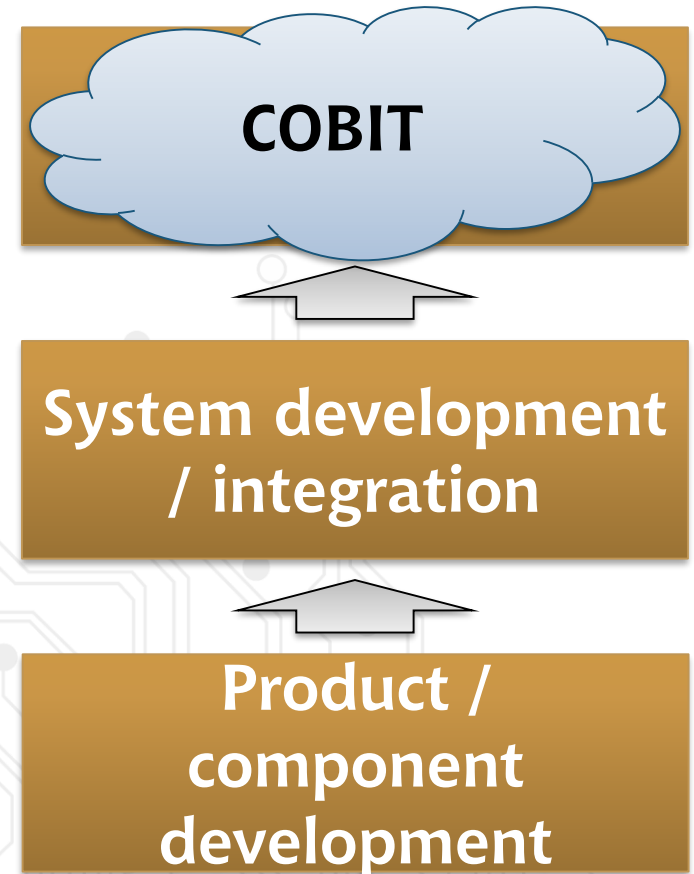 COBIT
System development
/ integration
Product /
component
development